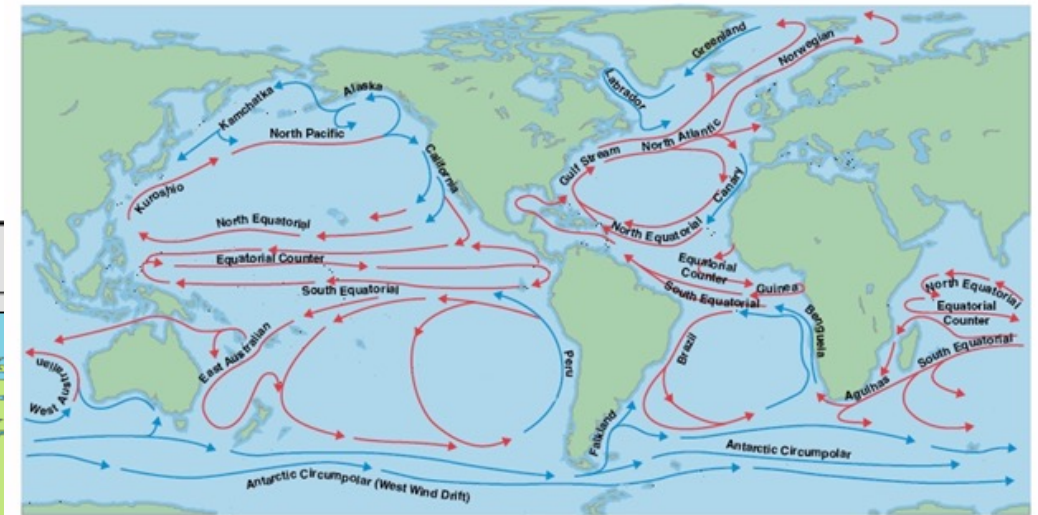 Greenland
Norwegian
Labrador
Alaska
Kamchatka
North Pacific
North Atlantic
Gulf Stream
California
Canary
Kuroshio
North Equatorial
North Equatorial
Equatorial Counter
Equatorial
Counter
Guinea
South Equatorial
South Equatorial
North Equatorial
Equatorial
Counter
South Equatorial
East Australian
West Australian
Peru
Brazil
Benguela
Agulhas
Falkland
Antarctic Circumpolar
Antarctic Circumpolar (West Wind Drift)